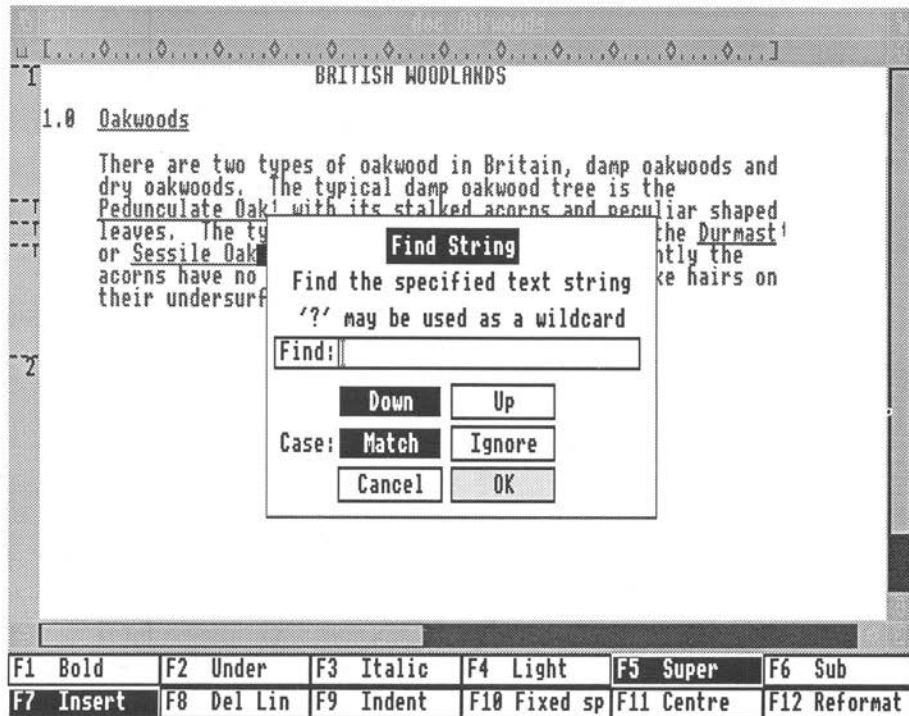 [....◊....◊....◊....◊....◊....◊....◊....◊....◊....◊....◊....◊....]
1
BRITISH WOODLANDS
1.0 Oakwoods
There are two types of oakwood in Britain, damp oakwoods and
dry oakwoods. The typical damp oakwood tree is the
Pedunculate Oak¹ with its stalked acorns and peculiar shaped
leaves. The ty the Durmast¹
or Sessile Oak ntly the
acorns have no ke hairs on
their undersurf
2
Find String
Find the specified text string
'?' may be used as a wildcard
Find:
Down Up
Case: Match Ignore
Cancel OK
F1 Bold F2 Under F3 Italic F4 Light F5 Super F6 Sub
F7 Insert F8 Del Lin F9 Indent F10 Fixed sp F11 Centre F12 Reformat